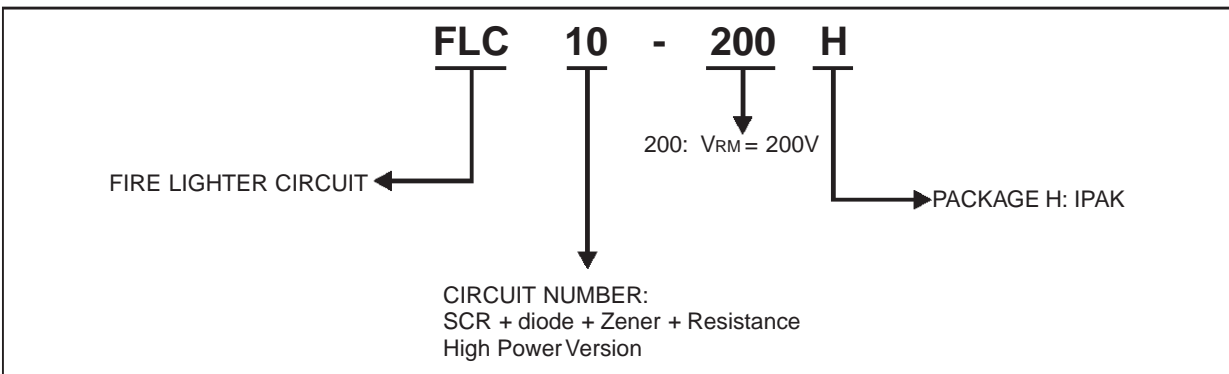 FLC 10 - 200 H
200: VRM = 200V
FIRE LIGHTER CIRCUIT
PACKAGE H: IPAK
CIRCUIT NUMBER:
SCR + diode + Zener + Resistance
High Power Version